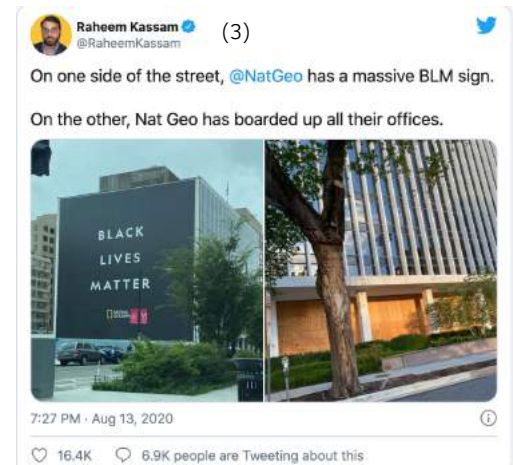 Raheem Kassam
(3)
@RaheemKassam
On one side of the street, @NatGeo has a massive BLM sign.
On the other, Nat Geo has boarded up all their offices.
BLACK
LIVES
MATTER
7:27 PM · Aug 13, 2020
16.4K 6.9K people are Tweeting about this